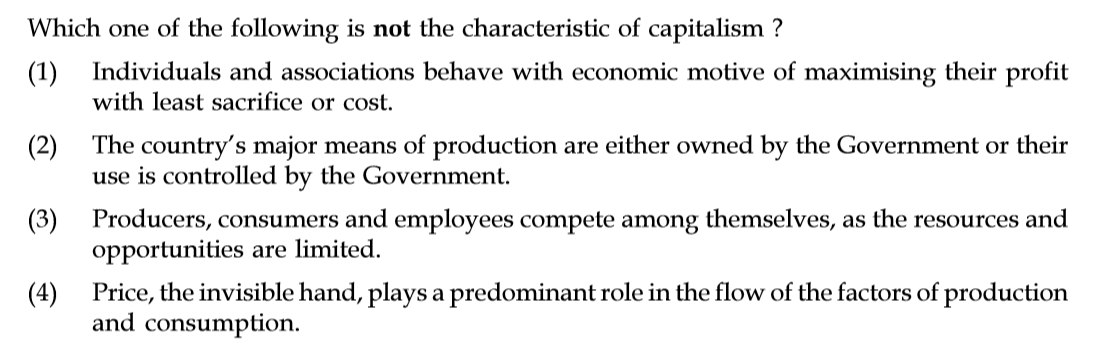 Which one of the following is not the characteristic of capitalism ?
(1) Individuals and associations behave with economic motive of maximising their profit
with least sacrifice or cost.
(2) The country's major means of production are either owned by the Government or their
use is controlled by the Government.
(3) Producers, consumers and employees compete among themselves, as the resources and
opportunities are limited.
(4) Price, the invisible hand, plays a predominant role in the flow of the factors of production
and consumption.